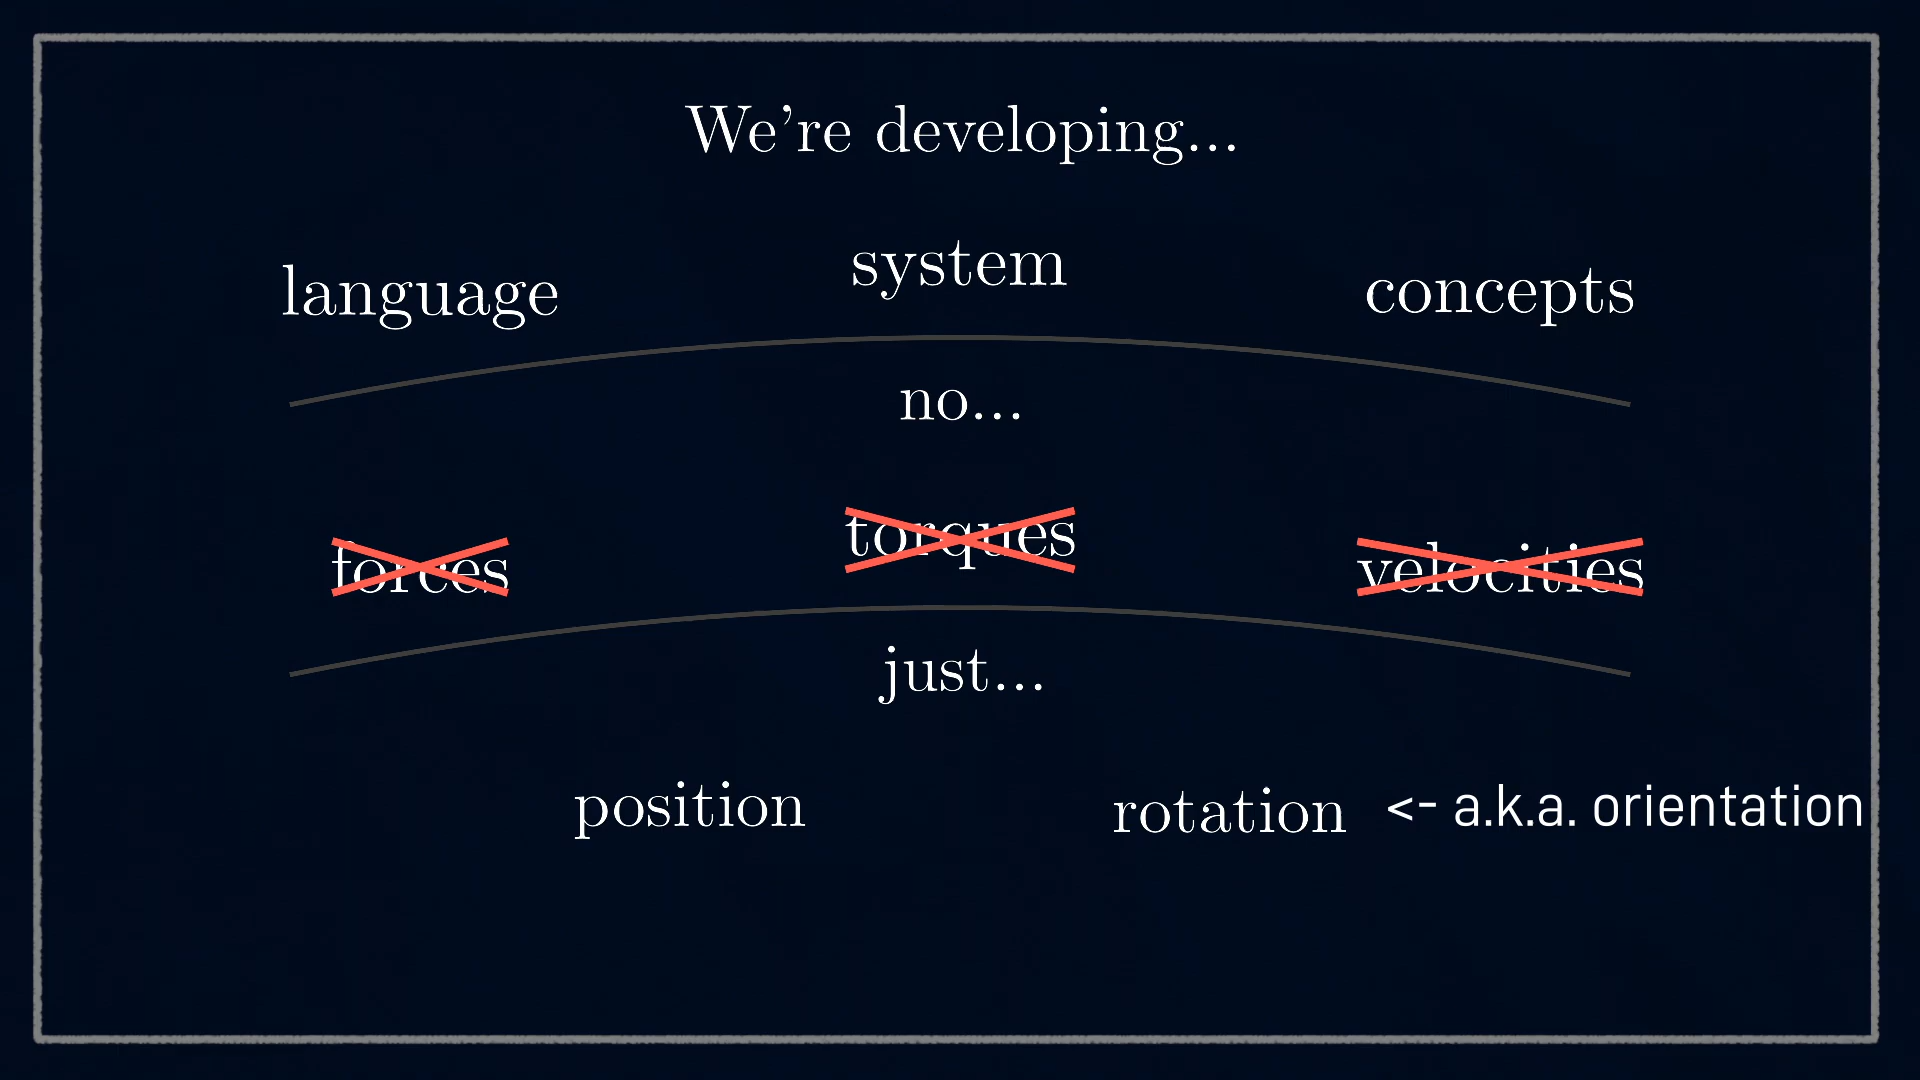 We're developing...
language system concepts
no...
forces torques velocities
just...
position rotation <- a.k.a. orientation